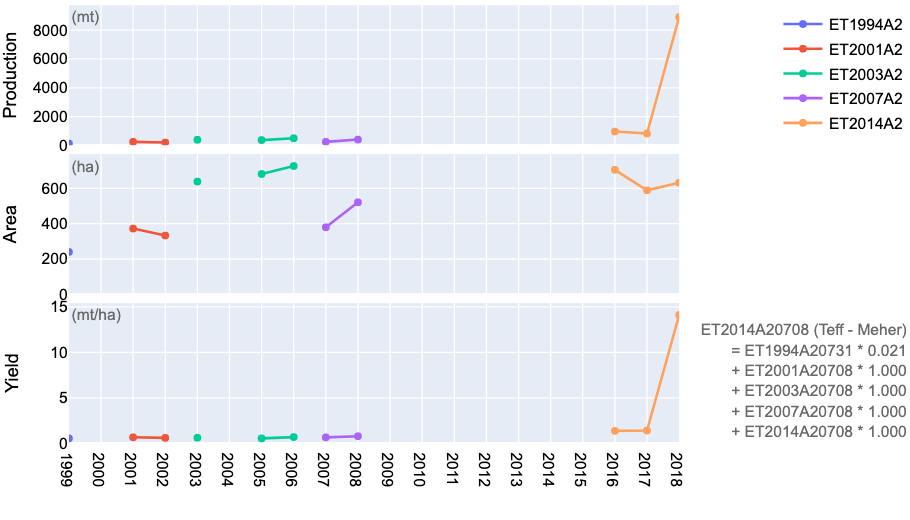 (mt)
Production
8000
6000
4000
2000
0
ET1994A2
ET2001A2
ET2003A2
ET2007A2
ET2014A2
(ha)
Area
600
400
200
0
(mt/ha)
Yield
15
10
5
0
1999
2000
2001
2002
2003
2004
2005
2006
2007
2008
2009
2010
2011
2012
2013
2014
2015
2016
2017
2018
ET2014A20708 (Teff - Meher)
= ET1994A20731 * 0.021
+ ET2001A20708 * 1.000
+ ET2003A20708 * 1.000
+ ET2007A20708 * 1.000
+ ET2014A20708 * 1.000